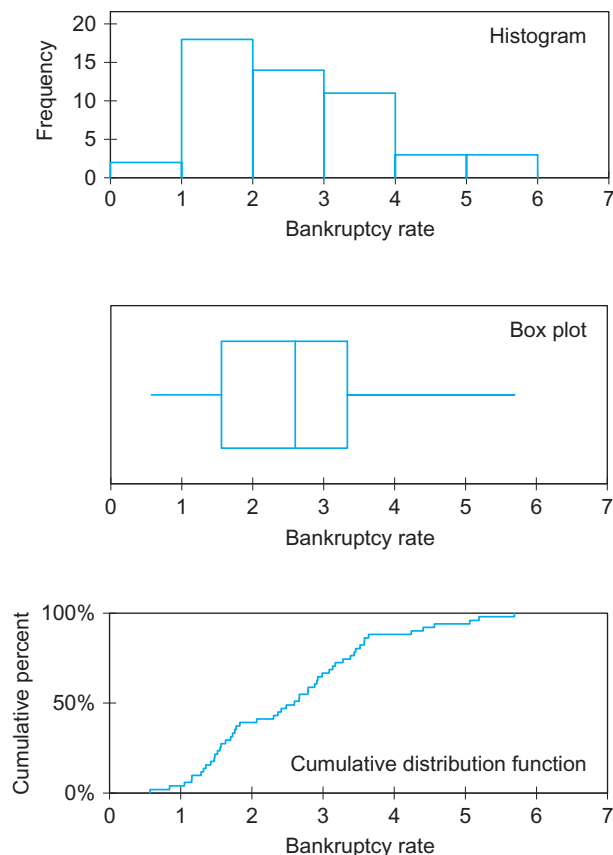 20
15
10
5
0
Frequency
Histogram
0 1 2 3 4 5 6 7
Bankruptcy rate
Box plot
0 1 2 3 4 5 6 7
Bankruptcy rate
100%
50%
0%
Cumulative percent
Cumulative distribution function
0 1 2 3 4 5 6 7
Bankruptcy rate